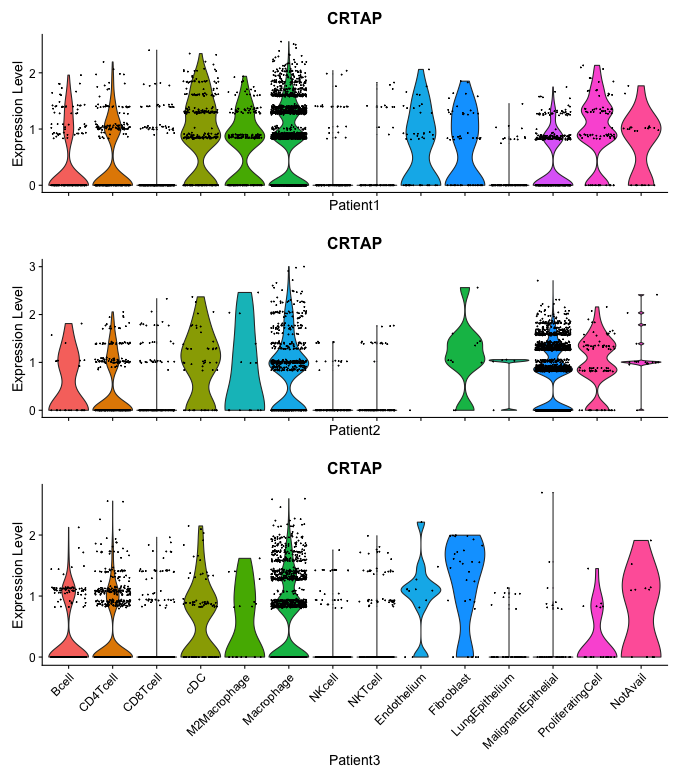 CRTAP
Expression Level
2
1
0
Patient1
CRTAP
Expression Level
3
2
1
0
Patient2
CRTAP
Expression Level
2
1
0
Bcell
CD4Tcell
CD8Tcell
cDC
M2Macrophage
Macrophage
NKcell
NKTcell
Endothelium
Fibroblast
LungEpithelium
MalignantEpithelial
ProliferatingCell
NotAvail
Patient3